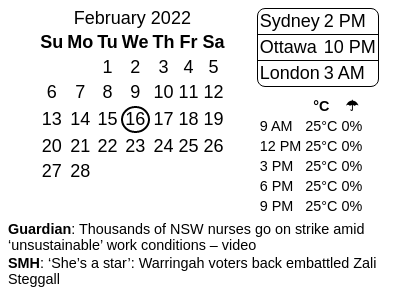 February 2022
Su Mo Tu We Th Fr Sa
1 2 3 4 5
6 7 8 9 10 11 12
13 14 15 16 17 18 19
20 21 22 23 24 25 26
27 28
Sydney 2 PM
Ottawa 10 PM
London 3 AM
°C ☂
9 AM 25°C 0%
12 PM 25°C 0%
3 PM 25°C 0%
6 PM 25°C 0%
9 PM 25°C 0%
Guardian: Thousands of NSW nurses go on strike amid
‘unsustainable’ work conditions – video
SMH: ‘She’s a star’: Warringah voters back embattled Zali
Steggall